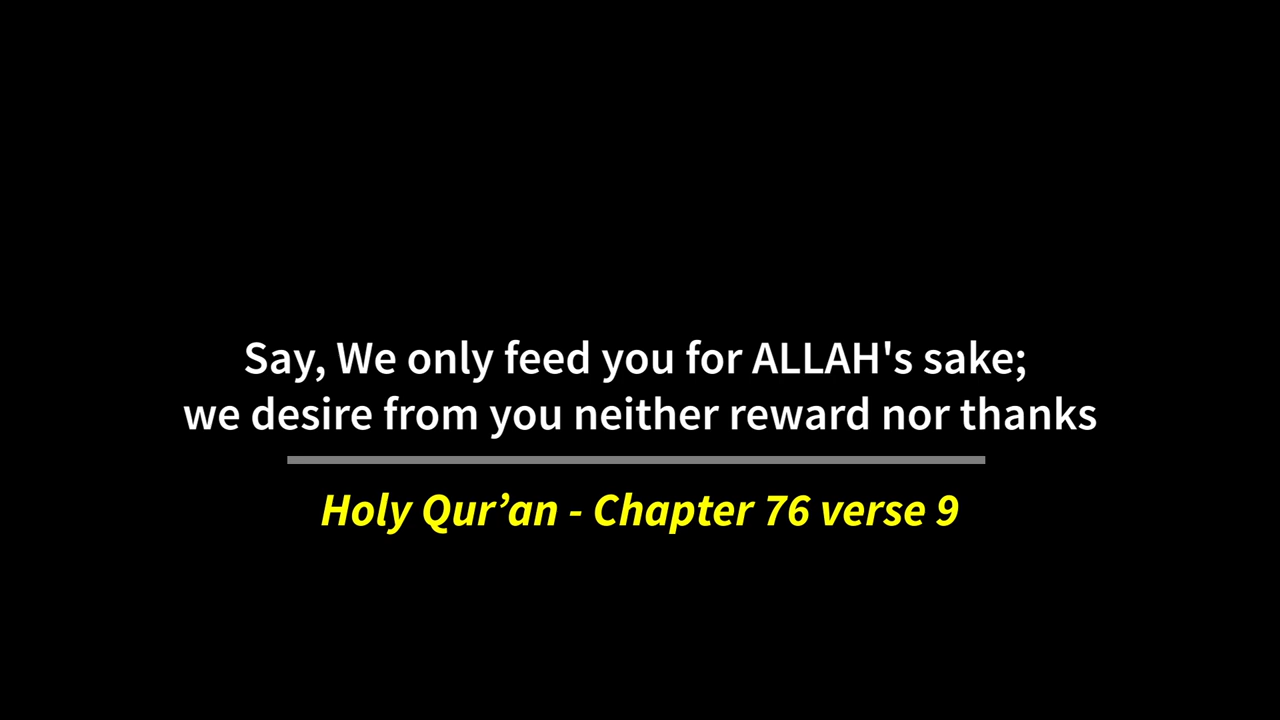 Say, We only feed you for ALLAH's sake;
we desire from you neither reward nor thanks
Holy Qur’an - Chapter 76 verse 9